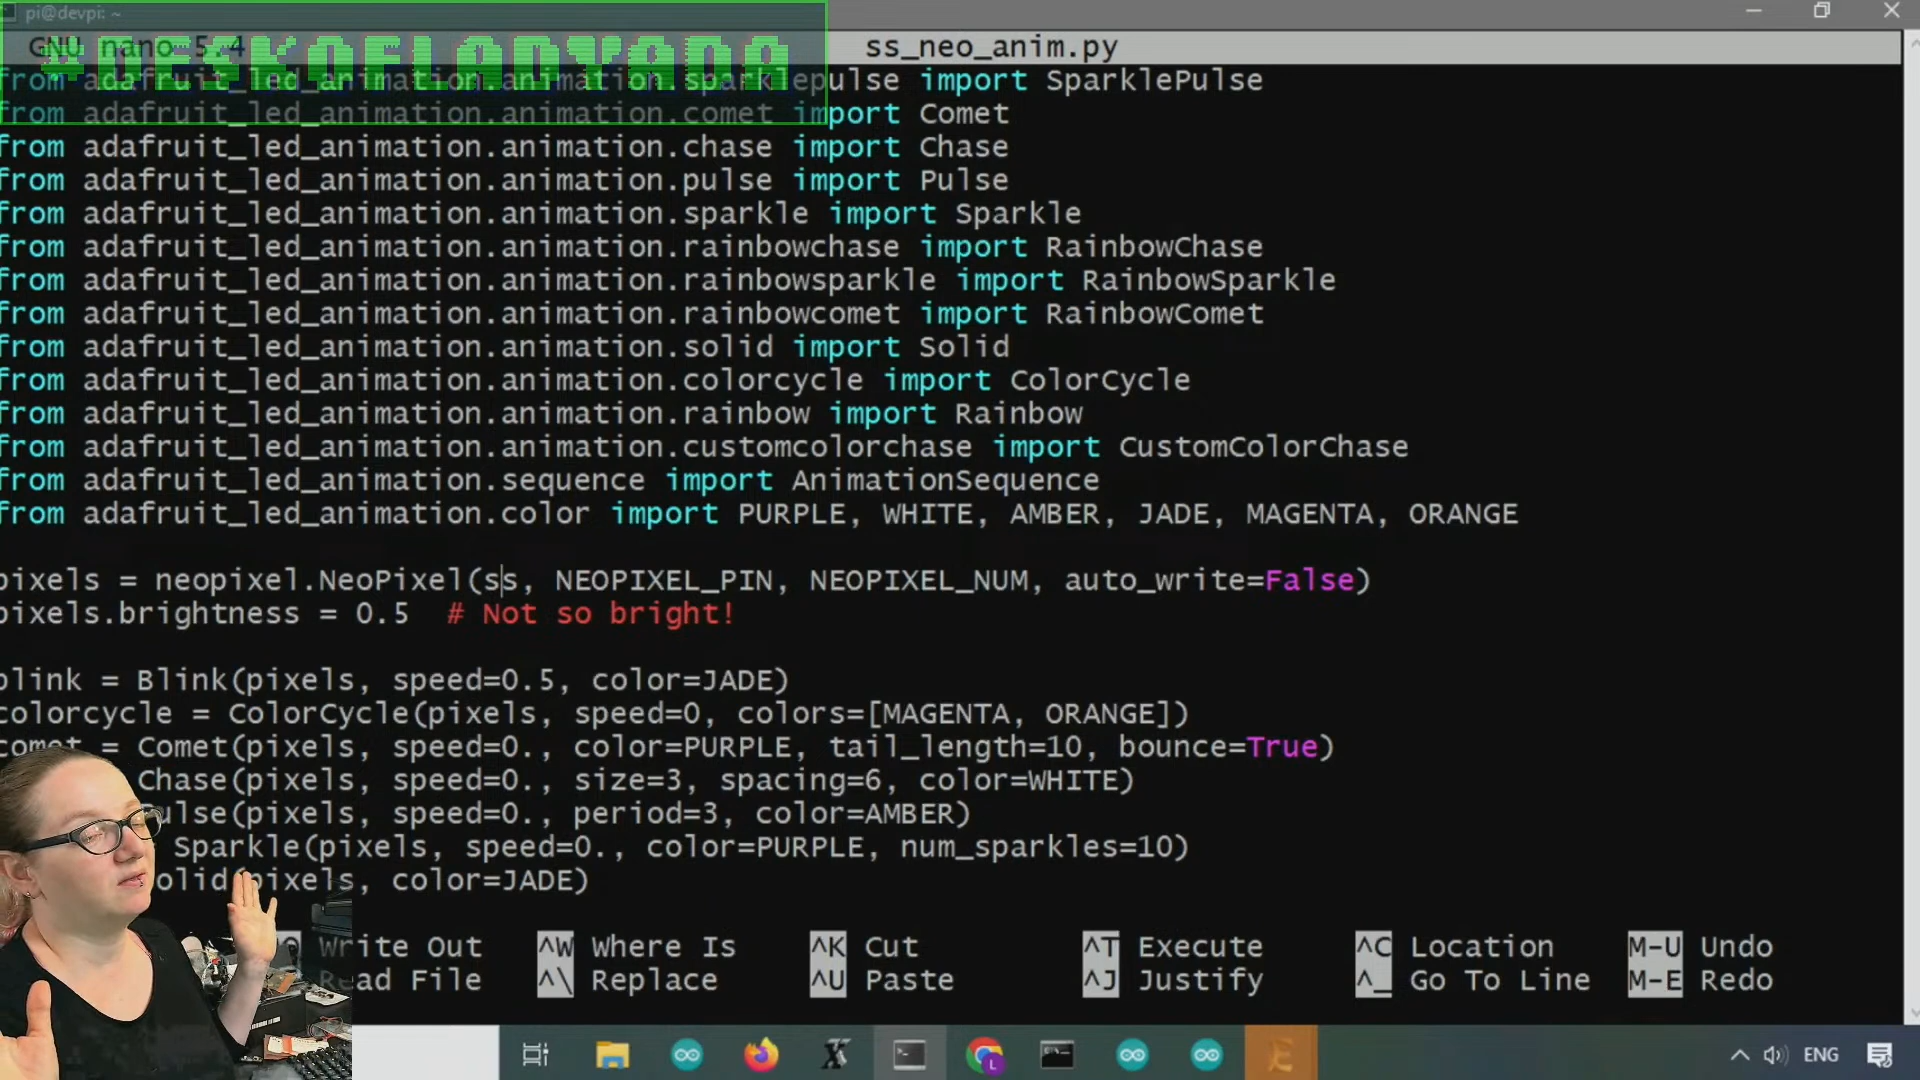 pi@devpi: ~
GNU nano 5.4 ss_neo_anim.py
#DESKOFLADYADA
from adafruit_led_animation.animation.sparklepulse import SparklePulse
from adafruit_led_animation.animation.comet import Comet
from adafruit_led_animation.animation.chase import Chase
from adafruit_led_animation.animation.pulse import Pulse
from adafruit_led_animation.animation.sparkle import Sparkle
from adafruit_led_animation.animation.rainbowchase import RainbowChase
from adafruit_led_animation.animation.rainbowsparkle import RainbowSparkle
from adafruit_led_animation.animation.rainbowcomet import RainbowComet
from adafruit_led_animation.animation.solid import Solid
from adafruit_led_animation.animation.colorcycle import ColorCycle
from adafruit_led_animation.animation.rainbow import Rainbow
from adafruit_led_animation.animation.customcolorchase import CustomColorChase
from adafruit_led_animation.sequence import AnimationSequence
from adafruit_led_animation.color import PURPLE, WHITE, AMBER, JADE, MAGENTA, ORANGE
pixels = neopixel.NeoPixel(ss, NEOPIXEL_PIN, NEOPIXEL_NUM, auto_write=False)
pixels.brightness = 0.5 # Not so bright!
blink = Blink(pixels, speed=0.5, color=JADE)
colorcycle = ColorCycle(pixels, speed=0, colors=[MAGENTA, ORANGE])
comet = Comet(pixels, speed=0., color=PURPLE, tail_length=10, bounce=True)
Chase(pixels, speed=0., size=3, spacing=6, color=WHITE)
ulse(pixels, speed=0., period=3, color=AMBER)
Sparkle(pixels, speed=0., color=PURPLE, num_sparkles=10)
olid(pixels, color=JADE)
Write Out ^W Where Is ^K Cut ^T Execute ^C Location M-U Undo
Read File ^\ Replace ^U Paste ^J Justify ^_ Go To Line M-E Redo
ENG